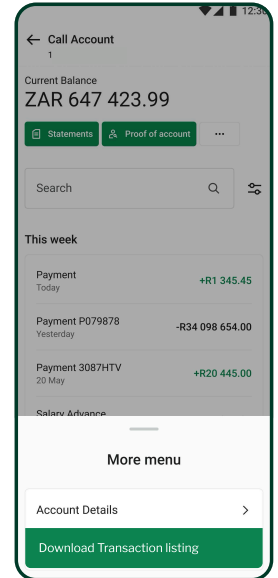 12:30
Call Account
1
Current Balance
ZAR 647 423.99
Statements
Proof of account
...
Search
This week
Payment
Today
+R1 345.45
Payment P079878
Yesterday
-R34 098 654.00
Payment 3087HTV
20 May
+R20 445.00
Salary Advance
More menu
Account Details
Download Transaction listing